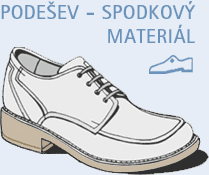 PODEŠEV - SPODKOVÝ
MATERIÁL